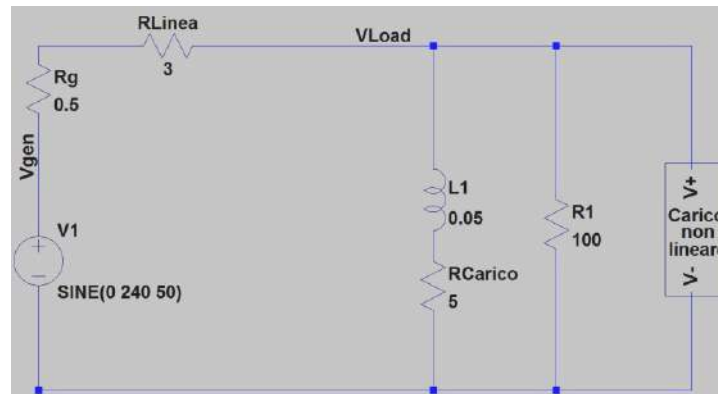 RLinea
3
VLoad
Rg
0.5
Vgen
V1
SINE(0 240 50)
L1
0.05
RCarico
5
R1
100
V+
Carico
non
lineare
V-